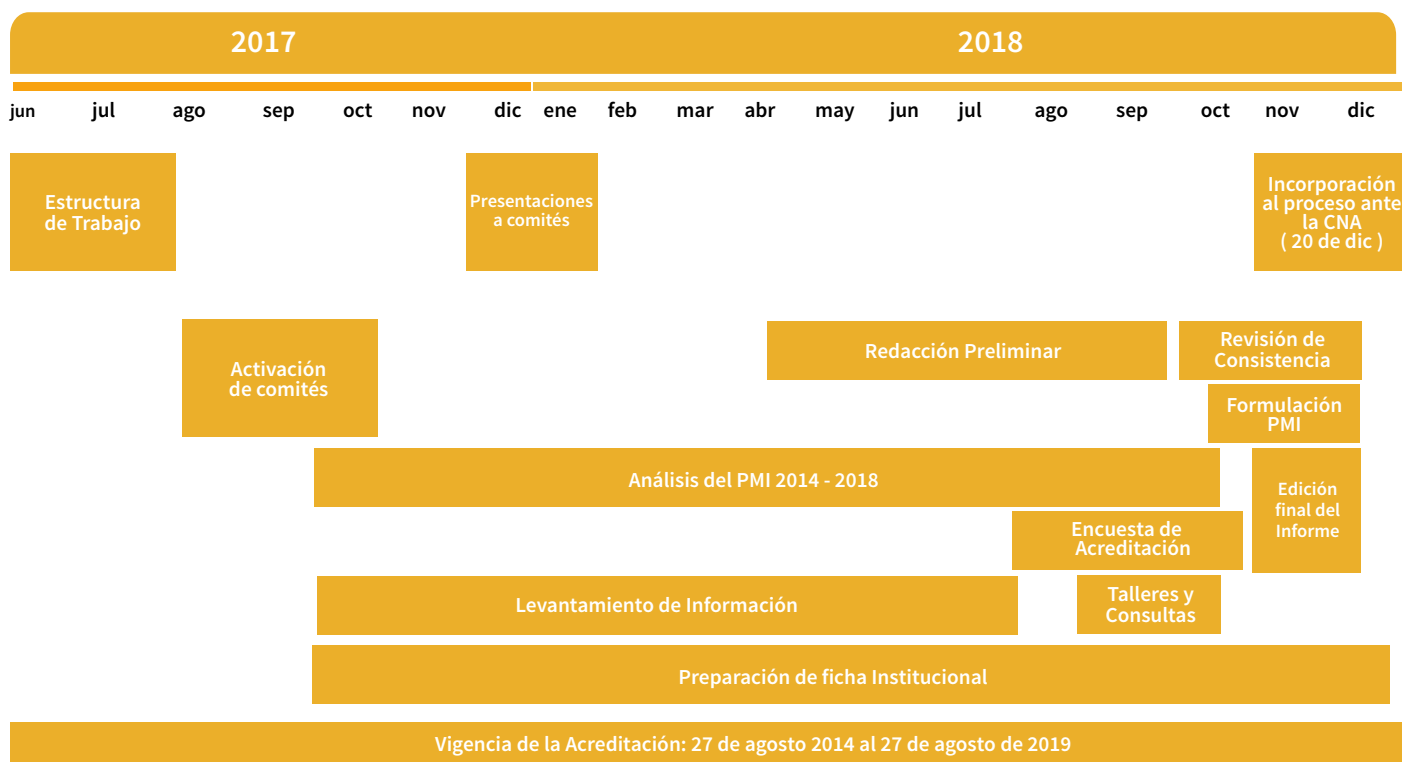 2017 2018
jun jul ago sep oct nov dic ene feb mar abr may jun jul ago sep oct nov dic
Estructura
de Trabajo
Presentaciones
a comités
Incorporación
al proceso ante
la CNA
( 20 de dic )
Activación
de comités
Redacción Preliminar
Revisión de
Consistencia
Formulación
PMI
Análisis del PMI 2014 - 2018
Edición
final del
Informe
Encuesta de
Acreditación
Levantamiento de Información
Talleres y
Consultas
Preparación de ficha Institucional
Vigencia de la Acreditación: 27 de agosto 2014 al 27 de agosto de 2019